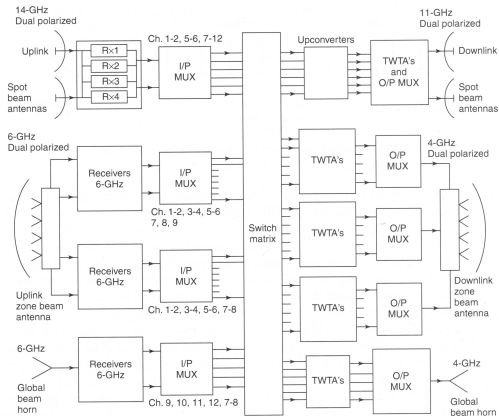 14-GHz
Dual polarized
Uplink
Spot
beam
antennas
R×1
R×2
R×3
R×4
Ch. 1-2, 5-6, 7-12
I/P
MUX
Upconverters
TWTA's
and
O/P MUX
11-GHz
Dual polarized
Downlink
Spot
beam
antennas
6-GHz
Dual polarized
Receivers
6-GHz
I/P
MUX
Ch. 1-2, 3-4, 5-6
7, 8, 9
Receivers
6-GHz
I/P
MUX
Ch. 1-2, 3-4, 5-6, 7-8
Uplink
zone beam
antenna
Switch
matrix
TWTA's
O/P
MUX
TWTA's
O/P
MUX
TWTA's
O/P
MUX
4-GHz
Dual polarized
Downlink
zone
beam
antenna
6-GHz
Global
beam horn
Receivers
6-GHz
I/P
MUX
Ch. 9, 10, 11, 12, 7-8
TWTA's
O/P
MUX
4-GHz
Global
beam horn